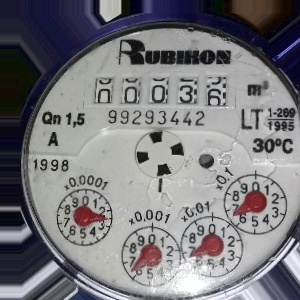 RUBIKON
00036 m³
Qn 1,5 99293442 LT 1-269
1995
A 30°C
1998
x0,0001 x0,1
x0,001 x0,01